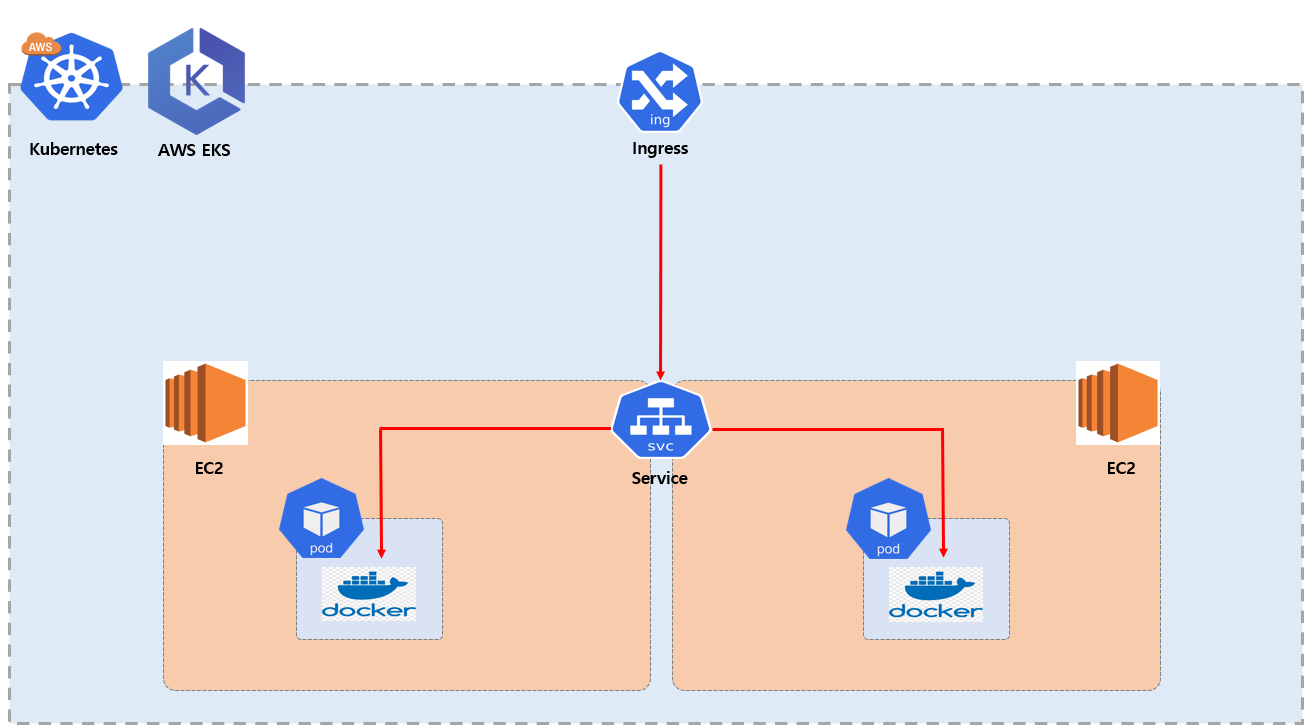 AWS
K
ing
Kubernetes
AWS EKS
Ingress
svc
EC2
Service
EC2
pod
pod
docker
docker